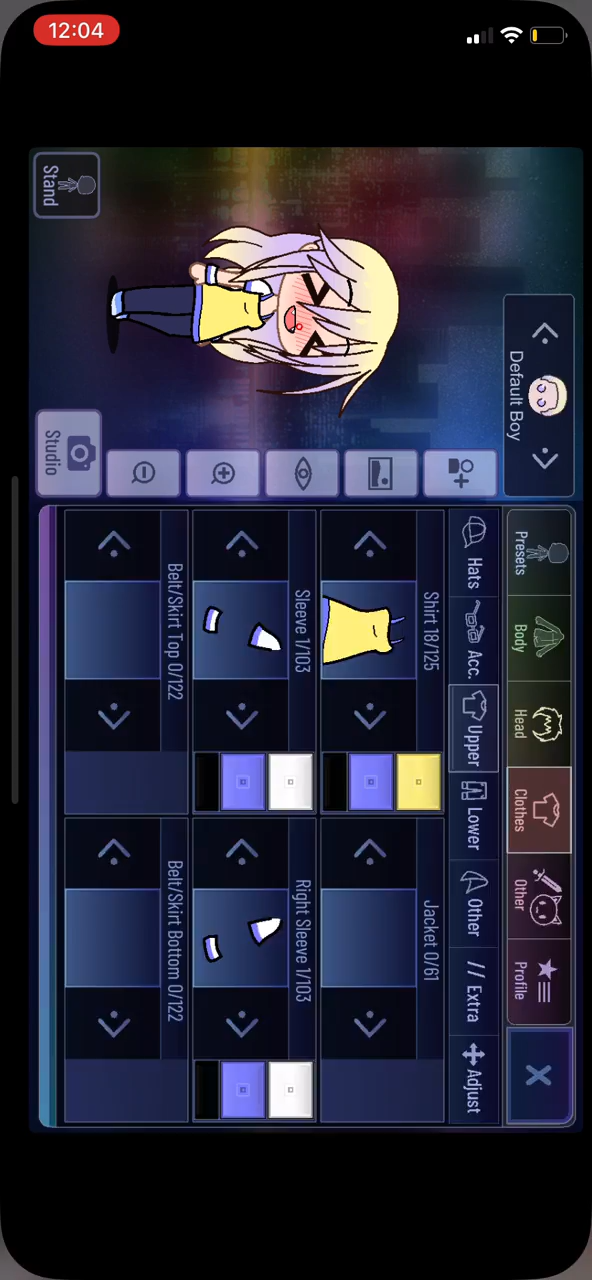 12:04
Stand
Default Boy
Studio
Presets
Body
Head
Clothes
Other
Profile
X
Hats
Acc.
Upper
Lower
Other
// Extra
Adjust
Shirt 18/125
Jacket 0/61
Sleeve 1/103
Right Sleeve 1/103
Belt/Skirt Top 0/122
Belt/Skirt Bottom 0/122